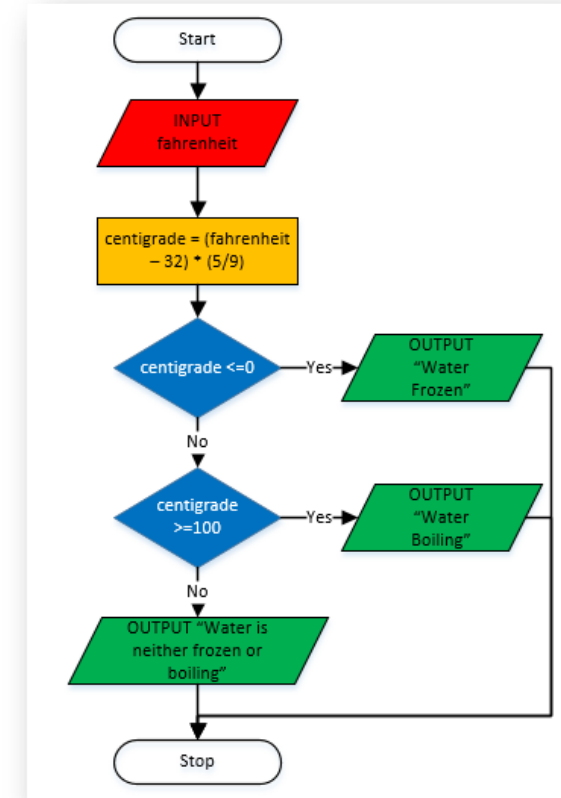 Start
INPUT
fahrenheit
centigrade = (fahrenheit
– 32) * (5/9)
centigrade <=0
Yes
OUTPUT
“Water
Frozen”
No
centigrade
>=100
Yes
OUTPUT
“Water
Boiling”
No
OUTPUT “Water is
neither frozen or
boiling”
Stop